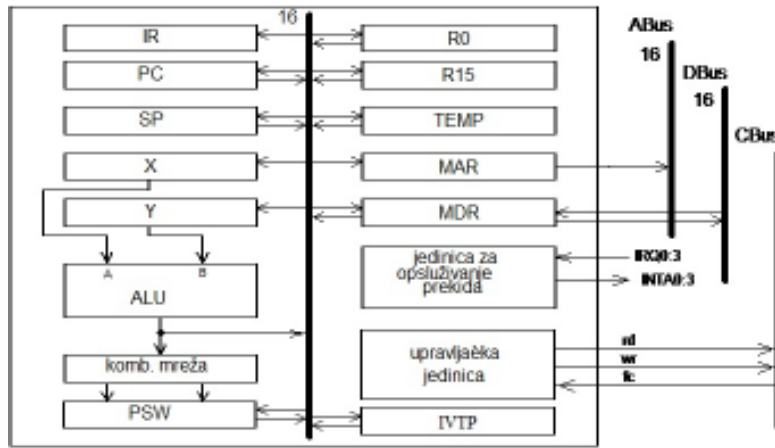 16
IR
R0
PC
R15
SP
TEMP
X
MAR
Y
MDR
A
B
ALU
jedinica za
opsluživanje
prekida
komb. mreža
upravljaèka
jedinica
PSW
IVTP
ABus
16
DBus
16
CBus
IRQ0:3
INTA0:3
rd
wr
fc